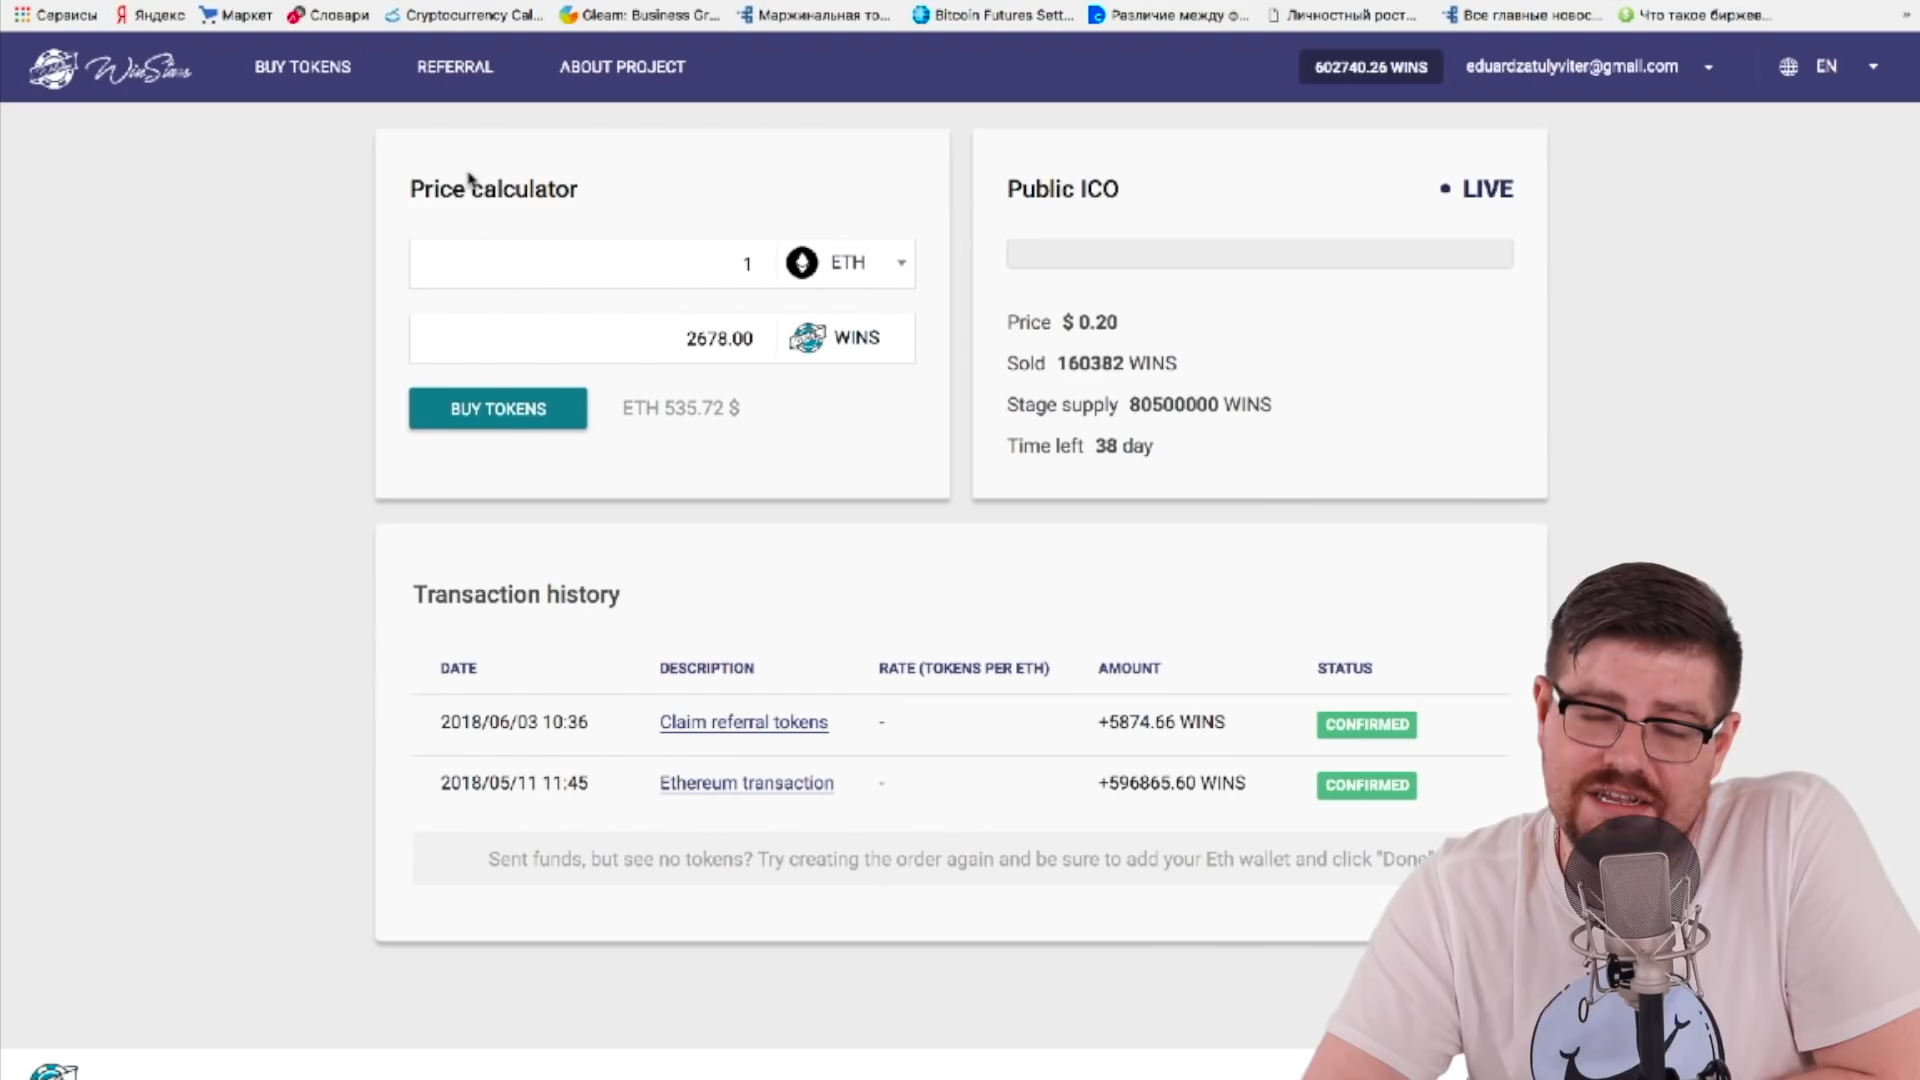 Сервисы Яндекс Маркет Словари Cryptocurrency Cal... Gleam: Business Gr... Маржинальная то... Bitcoin Futures Sett... Различие между ф... Личностный рост... Все главные новос... Что такое биржев... »
WinStars BUY TOKENS REFERRAL ABOUT PROJECT 602740.26 WINS eduardzatulyviter@gmail.com EN
Price calculator
1 ETH
2678.00 WINS
BUY TOKENS ETH 535.72 $
Public ICO • LIVE
Price $ 0.20
Sold 160382 WINS
Stage supply 80500000 WINS
Time left 38 day
Transaction history
DATE DESCRIPTION RATE (TOKENS PER ETH) AMOUNT STATUS
2018/06/03 10:36 Claim referral tokens - +5874.66 WINS CONFIRMED
2018/05/11 11:45 Ethereum transaction - +596865.60 WINS CONFIRMED
Sent funds, but see no tokens? Try creating the order again and be sure to add your Eth wallet and click "Done"